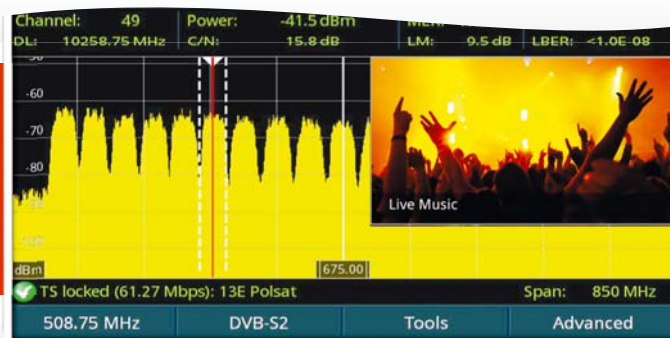 Channel: 49 Power: -41.5 dBm MER:
DL: 10258.75 MHz C/N: 15.8 dB LM: 9.5 dB LBER: <1.0E-08
-60
-70
-80
Live Music
dBm
675.00
TS locked (61.27 Mbps): 13E Polsat Span: 850 MHz
508.75 MHz DVB-S2 Tools Advanced